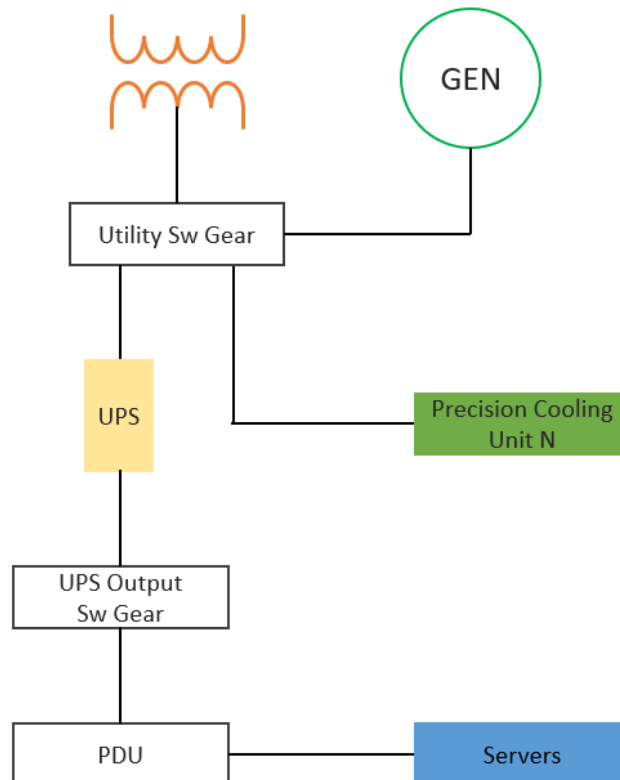 GEN
Utility Sw Gear
UPS
Precision Cooling
Unit N
UPS Output
Sw Gear
PDU
Servers